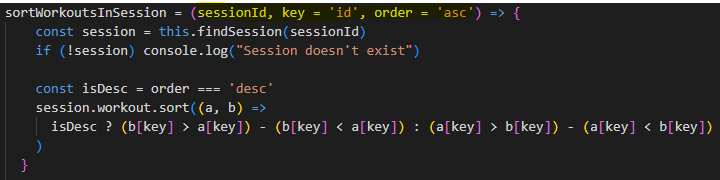 sortWorkoutsInSession = (sessionId, key = 'id', order = 'asc') => {
const session = this.findSession(sessionId)
if (!session) console.log("Session doesn't exist")
const isDesc = order === 'desc'
session.workout.sort((a, b) =>
isDesc ? (b[key] > a[key]) - (b[key] < a[key]) : (a[key] > b[key]) - (a[key] < b[key])
)
}